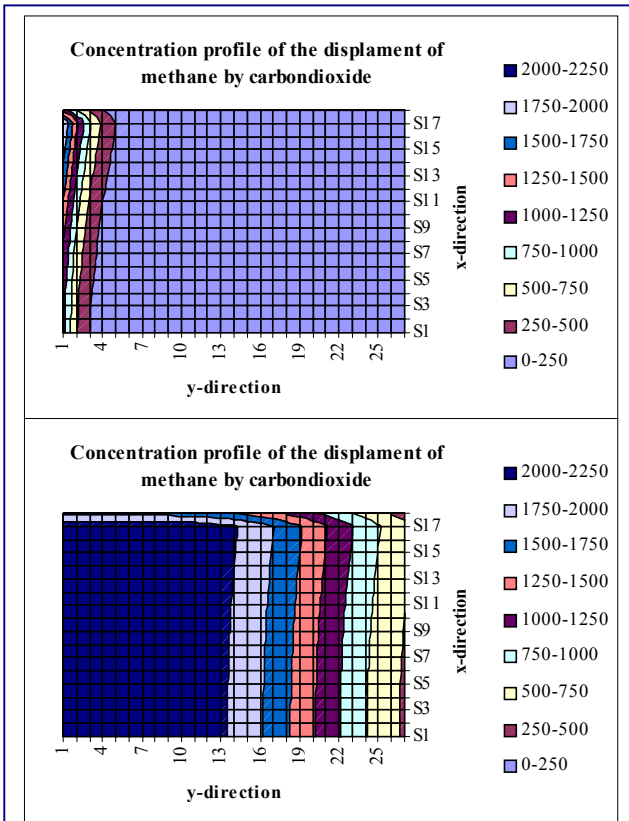 Concentration profile of the displament of
methane by carbondioxide
2000-2250
1750-2000
1500-1750
1250-1500
1000-1250
750-1000
500-750
250-500
0-250
S17
S15
S13
S11
S9
S7
S5
S3
S1
x-direction
1 4 7 10 13 16 19 22 25
y-direction
Concentration profile of the displament of
methane by carbondioxide
2000-2250
1750-2000
1500-1750
1250-1500
1000-1250
750-1000
500-750
250-500
0-250
S17
S15
S13
S11
S9
S7
S5
S3
S1
x-direction
1 4 7 10 13 16 19 22 25
y-direction